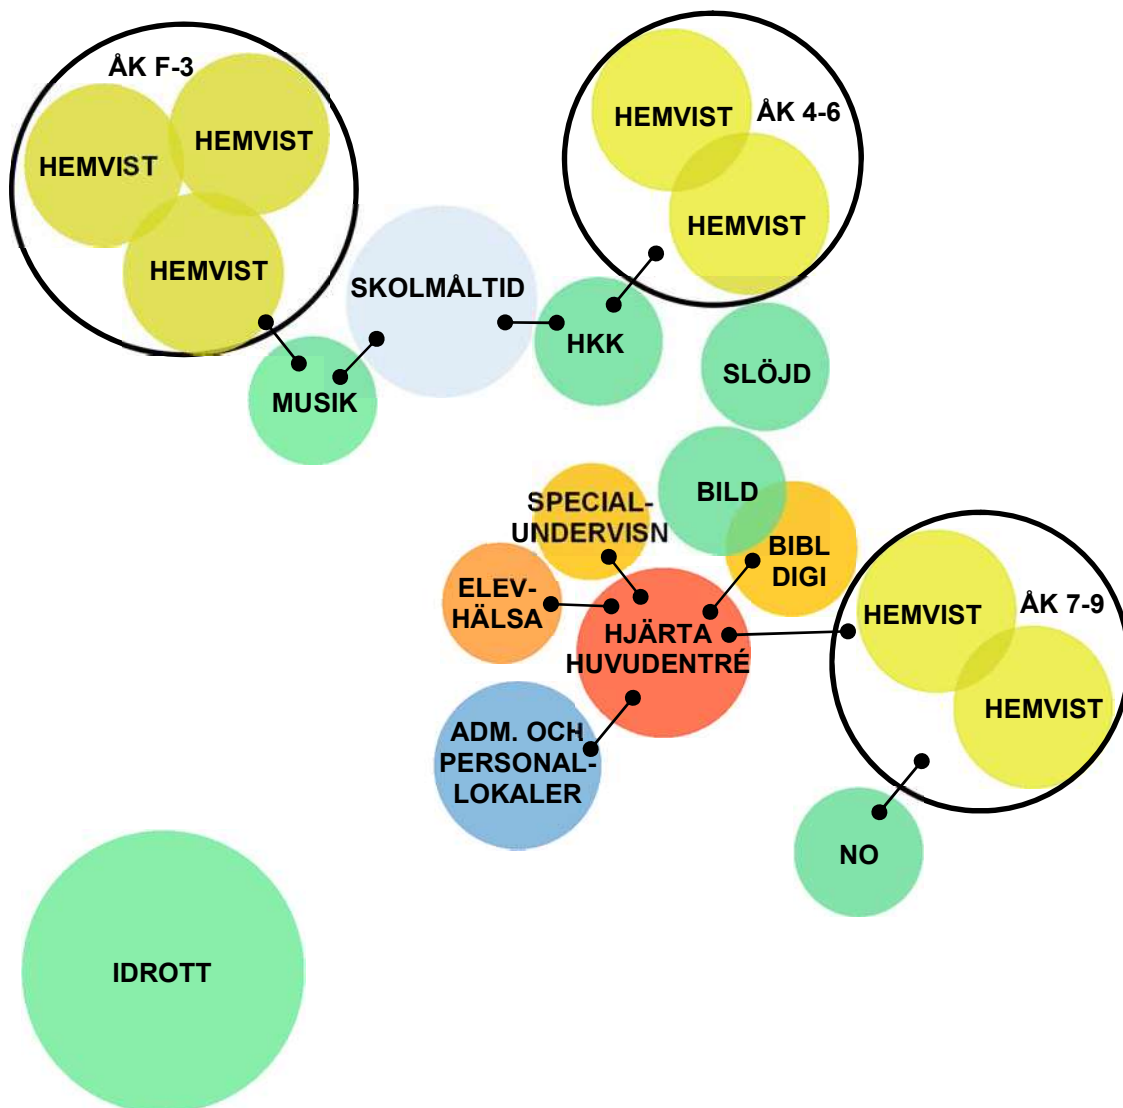 ÅK F-3
HEMVIST
HEMVIST
HEMVIST
ÅK 4-6
HEMVIST
HEMVIST
SKOLMÅLTID
HKK
MUSIK
SLÖJD
BILD
SPECIAL-
UNDERVISN
BIBL
DIGI
ELEV-
HÄLSA
HJÄRTA
HUVUDENTRÉ
ÅK 7-9
HEMVIST
HEMVIST
ADM. OCH
PERSONAL-
LOKALER
NO
IDROTT